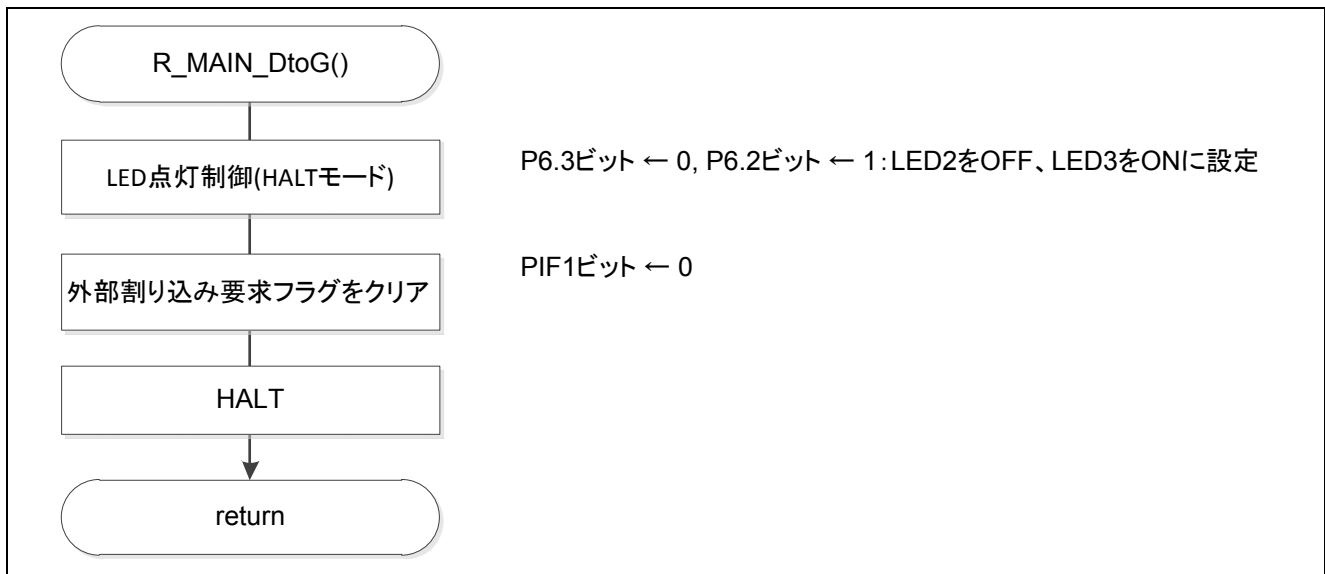 R_MAIN_DtoG()
LED点灯制御(HALTモード)
P6.3ビット ← 0, P6.2ビット ← 1：LED2をOFF、LED3をONに設定
外部割り込み要求フラグをクリア
PIF1ビット ← 0
HALT
return